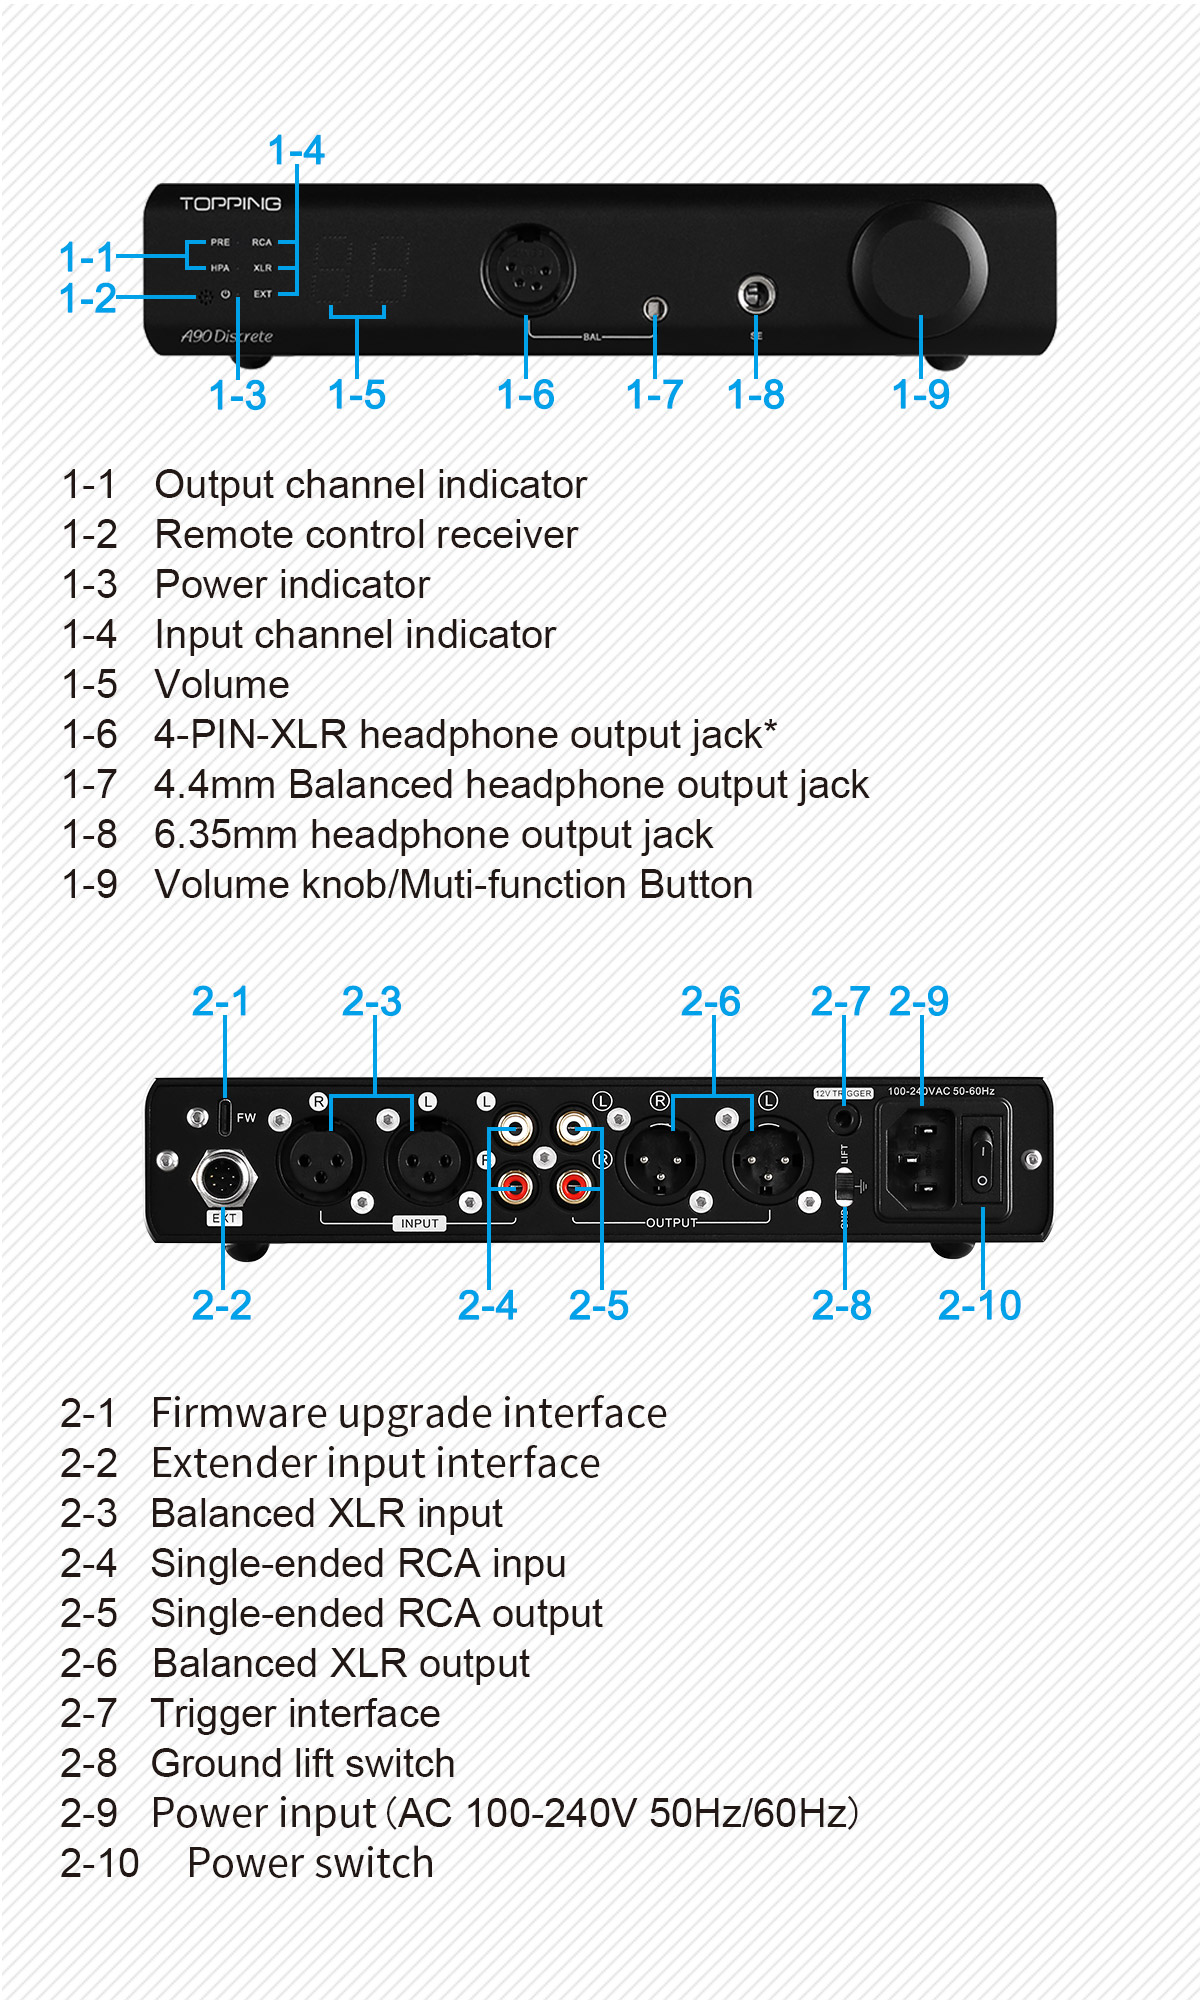 1-4
TOPPING
PRE RCA
1-1
HPA XLR
1-2
EXT
A90 Discrete
BAL
SE
1-3 1-5 1-6 1-7 1-8 1-9
1-1 Output channel indicator
1-2 Remote control receiver
1-3 Power indicator
1-4 Input channel indicator
1-5 Volume
1-6 4-PIN-XLR headphone output jack*
1-7 4.4mm Balanced headphone output jack
1-8 6.35mm headphone output jack
1-9 Volume knob/Muti-function Button
2-1 2-3 2-6 2-7 2-9
12V TRIGGER 100-240VAC 50-60Hz
R L L L R L
FW
LIFT
R R
EXT
INPUT
OUTPUT
GND
2-2 2-4 2-5 2-8 2-10
2-1 Firmware upgrade interface
2-2 Extender input interface
2-3 Balanced XLR input
2-4 Single-ended RCA inpu
2-5 Single-ended RCA output
2-6 Balanced XLR output
2-7 Trigger interface
2-8 Ground lift switch
2-9 Power input (AC 100-240V 50Hz/60Hz)
2-10 Power switch